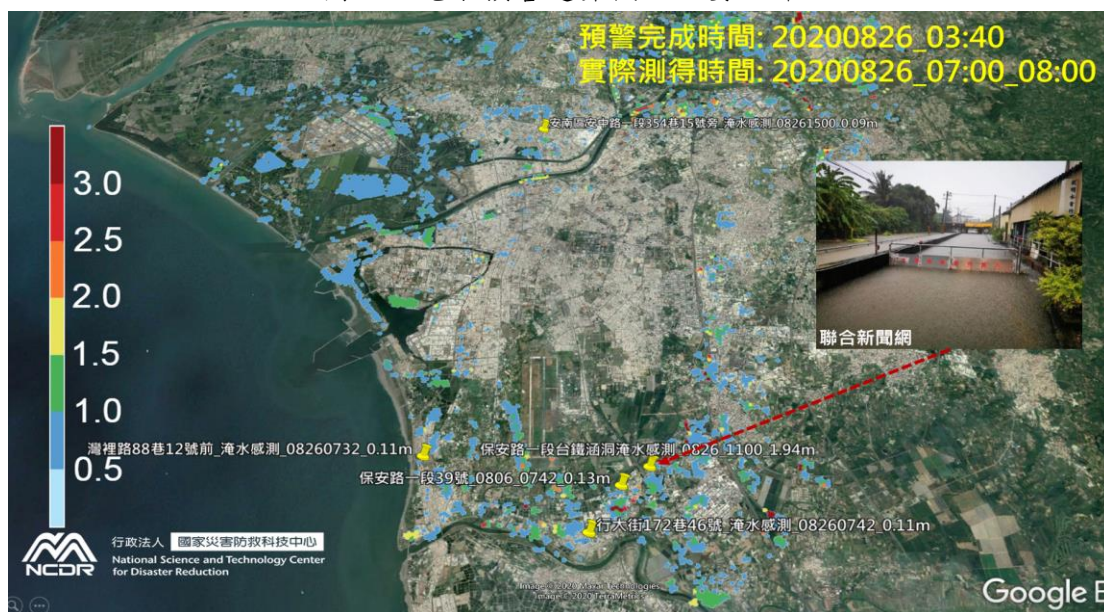 預警完成時間: 20200826_03:40
實際測得時間: 20200826_07:00_08:00
安南區安中路一段354巷15號旁_淹水感測_08261500_0.09m
3.0
2.5
2.0
1.5
1.0
0.5
聯合新聞網
灣裡路88巷12號前_淹水感測_08260732_0.11m
保安路一段台鐵涵洞淹水感測_0826_1100_1.94m
保安路一段39號_0806_0742_0.13m
行大街172巷46號_淹水感測_08260742_0.11m
NCDR
行政法人 國家災害防救科技中心
National Science and Technology Center
for Disaster Reduction
Image © 2020 Maxar Technologies
Image © 2020 TerraMetrics
Google E